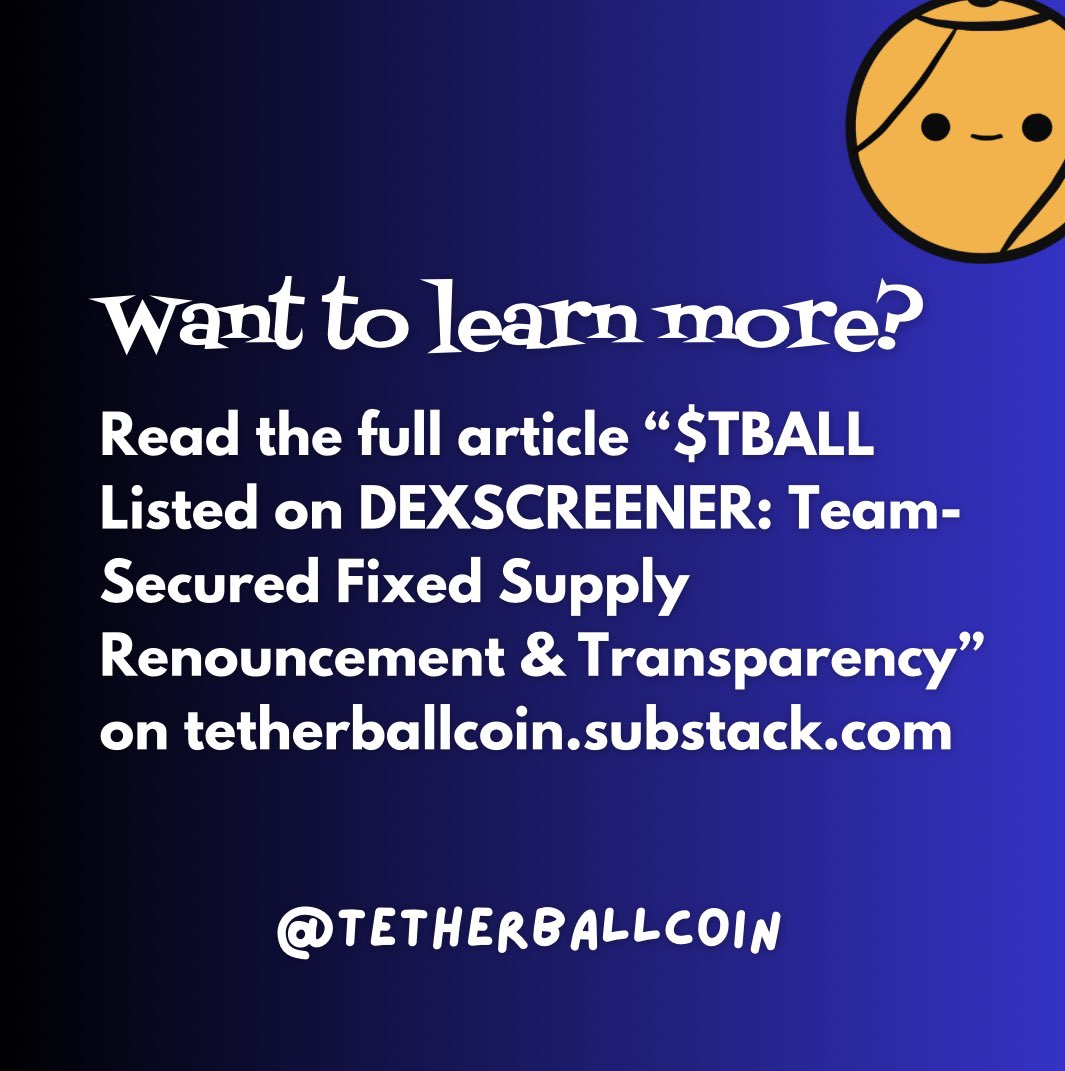 want to learn more?
Read the full article “$TBALL
Listed on DEXSCREENER: Team-
Secured Fixed Supply
Renouncement & Transparency”
on tetherballcoin.substack.com
@TETHERBALLCOIN